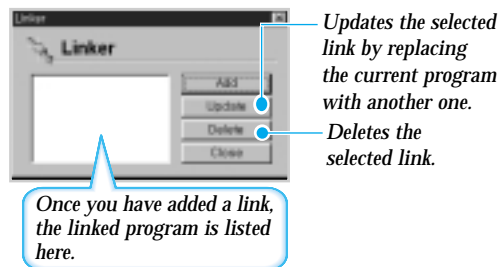 Linker
Linker
Add
Update
Delete
Close
Updates the selected
link by replacing
the current program
with another one.
Deletes the
selected link.
Once you have added a link,
the linked program is listed
here.